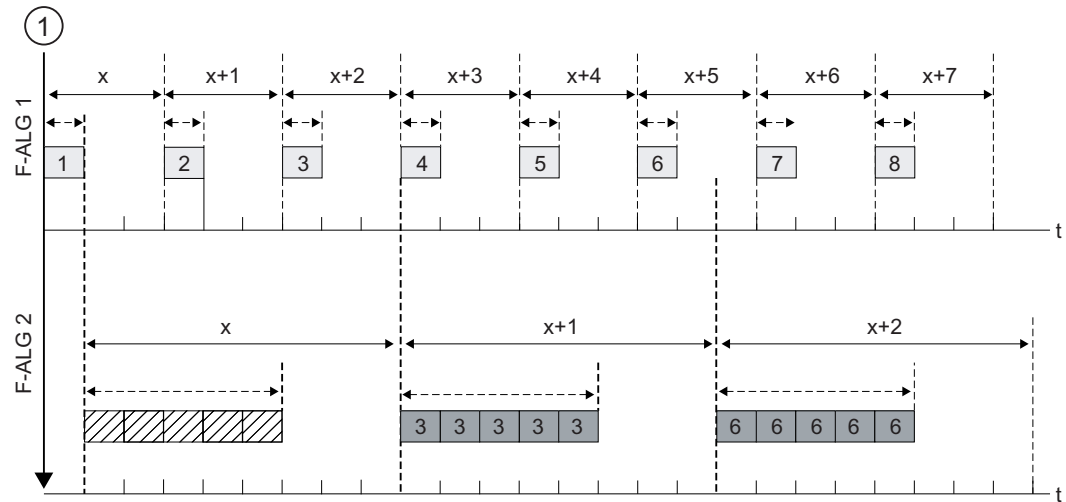 1
x x+1 x+2 x+3 x+4 x+5 x+6 x+7
F-ALG 1
1 2 3 4 5 6 7 8
t
x x+1 x+2
F-ALG 2
3 3 3 3 3 6 6 6 6 6
t